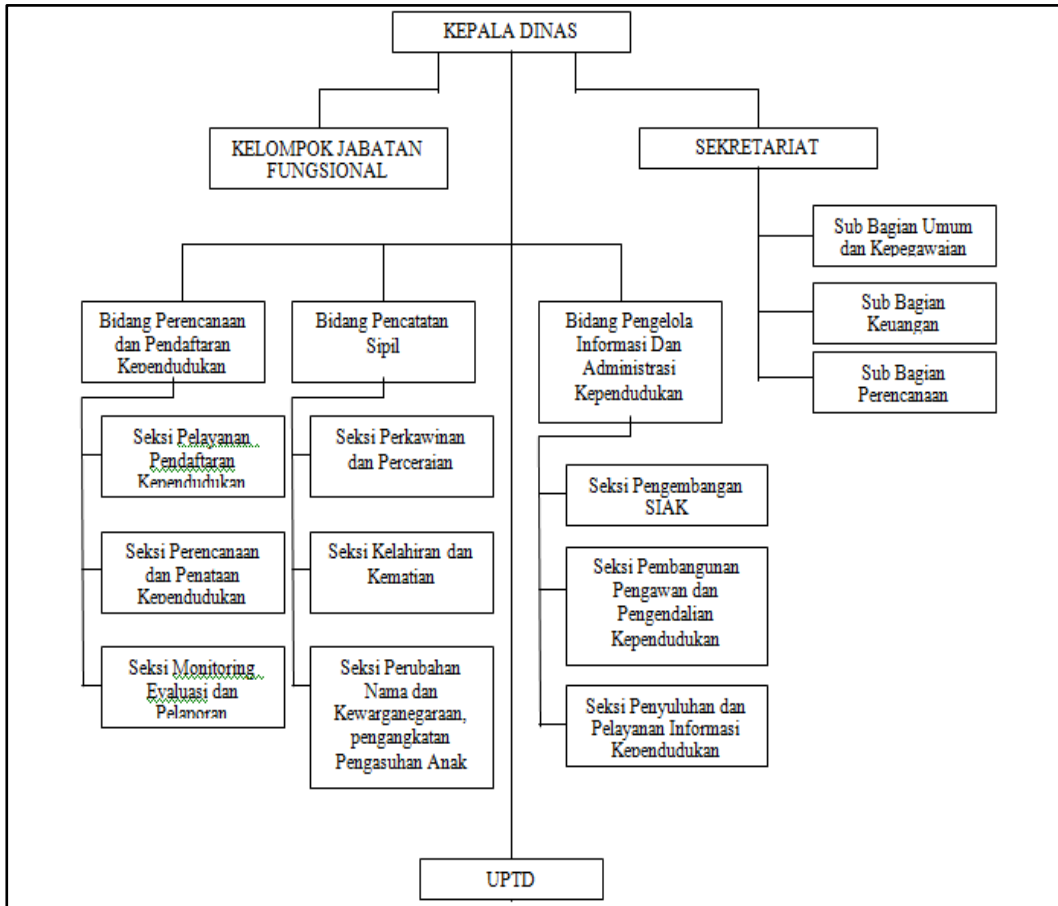 KEPALA DINAS
KELOMPOK JABATAN
FUNGSIONAL
SEKRETARIAT
Sub Bagian Umum
dan Kepegawaian
Sub Bagian
Keuangan
Sub Bagian
Perencanaan
Bidang Perencanaan
dan Pendaftaran
Kependudukan
Bidang Pencatatan
Sipil
Bidang Pengelola
Informasi Dan
Administrasi
Kependudukan
Seksi Pelayanan
Pendaftaran
Kependudukan
Seksi Perencanaan
dan Penataan
Kependudukan
Seksi Monitoring
Evaluasi dan
Pelaporan
Seksi Perkawinan
dan Perceraian
Seksi Kelahiran dan
Kematian
Seksi Perubahan
Nama dan
Kewarganegaraan,
pengangkatan
Pengasuhan Anak
Seksi Pengembangan
SIAK
Seksi Pembangunan
Pengawan dan
Pengendalian
Kependudukan
Seksi Penyuluhan dan
Pelayanan Informasi
Kependudukan
UPTD